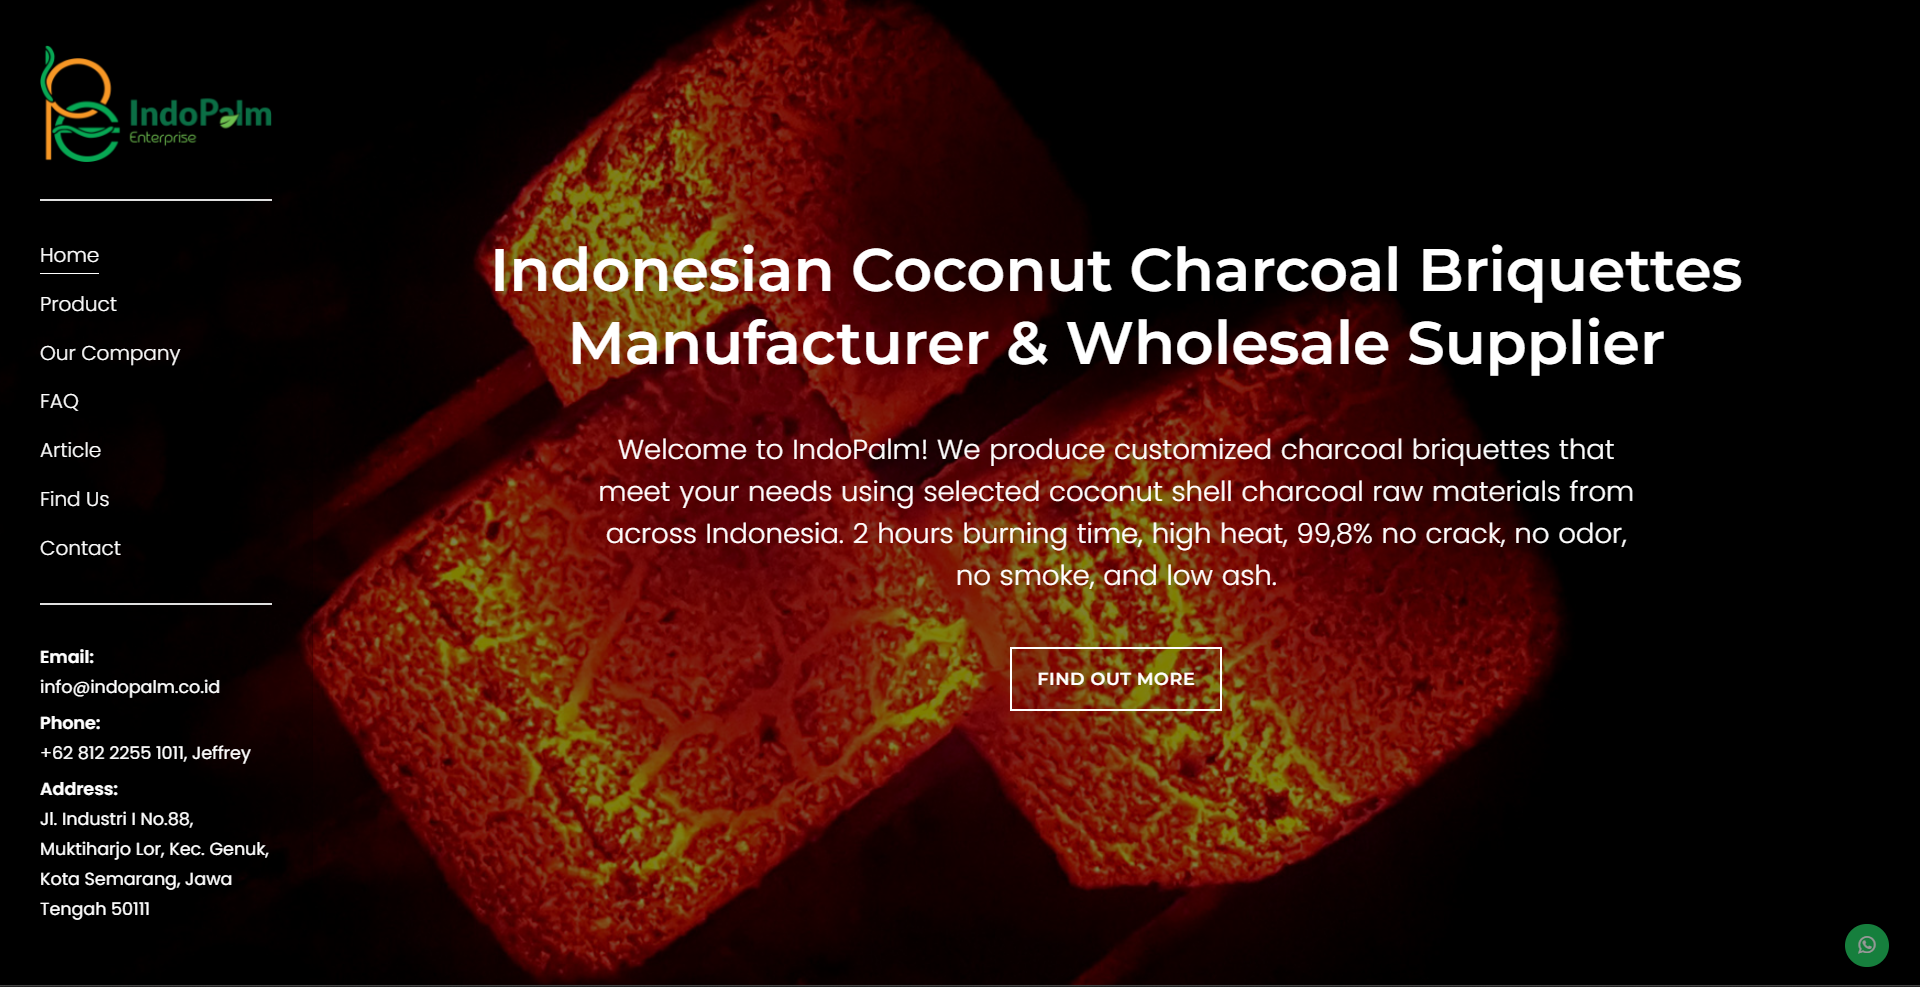 IndoPalm
Enterprise
Home
Product
Our Company
FAQ
Article
Find Us
Contact
Email:
info@indopalm.co.id
Phone:
+62 812 2255 1011, Jeffrey
Address:
Jl. Industri I No.88,
Muktiharjo Lor, Kec. Genuk,
Kota Semarang, Jawa
Tengah 50111
Indonesian Coconut Charcoal Briquettes
Manufacturer & Wholesale Supplier
Welcome to IndoPalm! We produce customized charcoal briquettes that
meet your needs using selected coconut shell charcoal raw materials from
across Indonesia. 2 hours burning time, high heat, 99,8% no crack, no odor,
no smoke, and low ash.
FIND OUT MORE